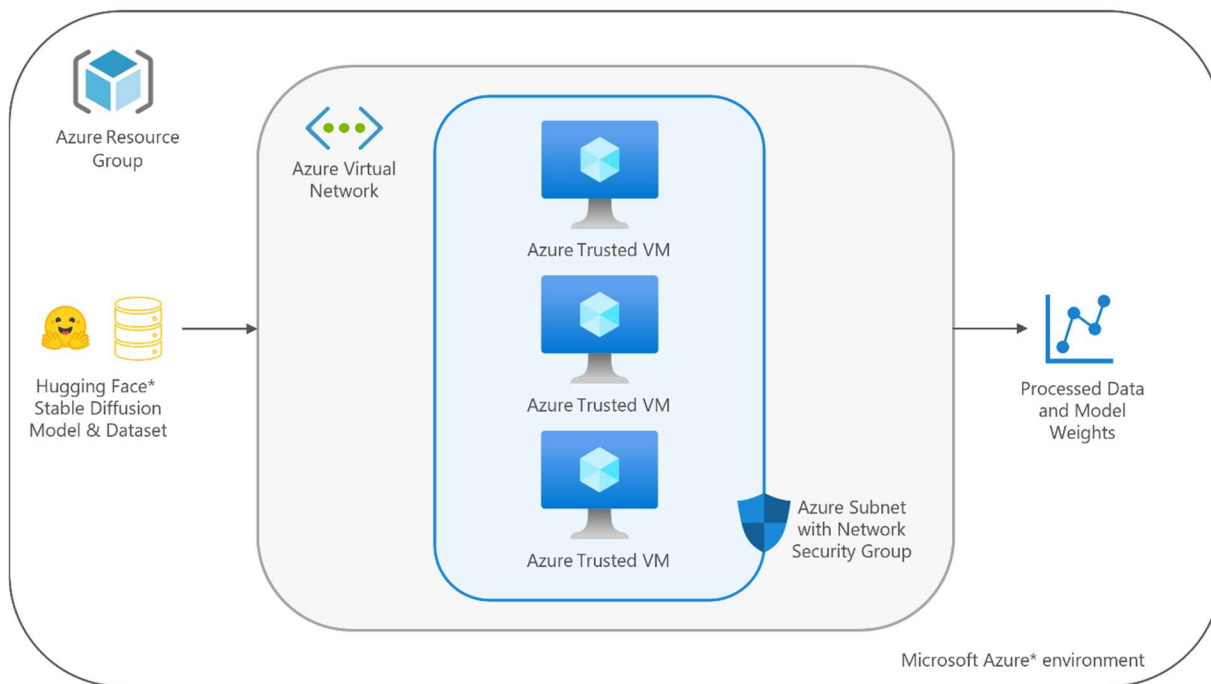 Azure Resource
Group
Azure Virtual
Network
Azure Trusted VM
Azure Trusted VM
Azure Trusted VM
Hugging Face*
Stable Diffusion
Model & Dataset
Azure Subnet
with Network
Security Group
Processed Data
and Model
Weights
Microsoft Azure* environment